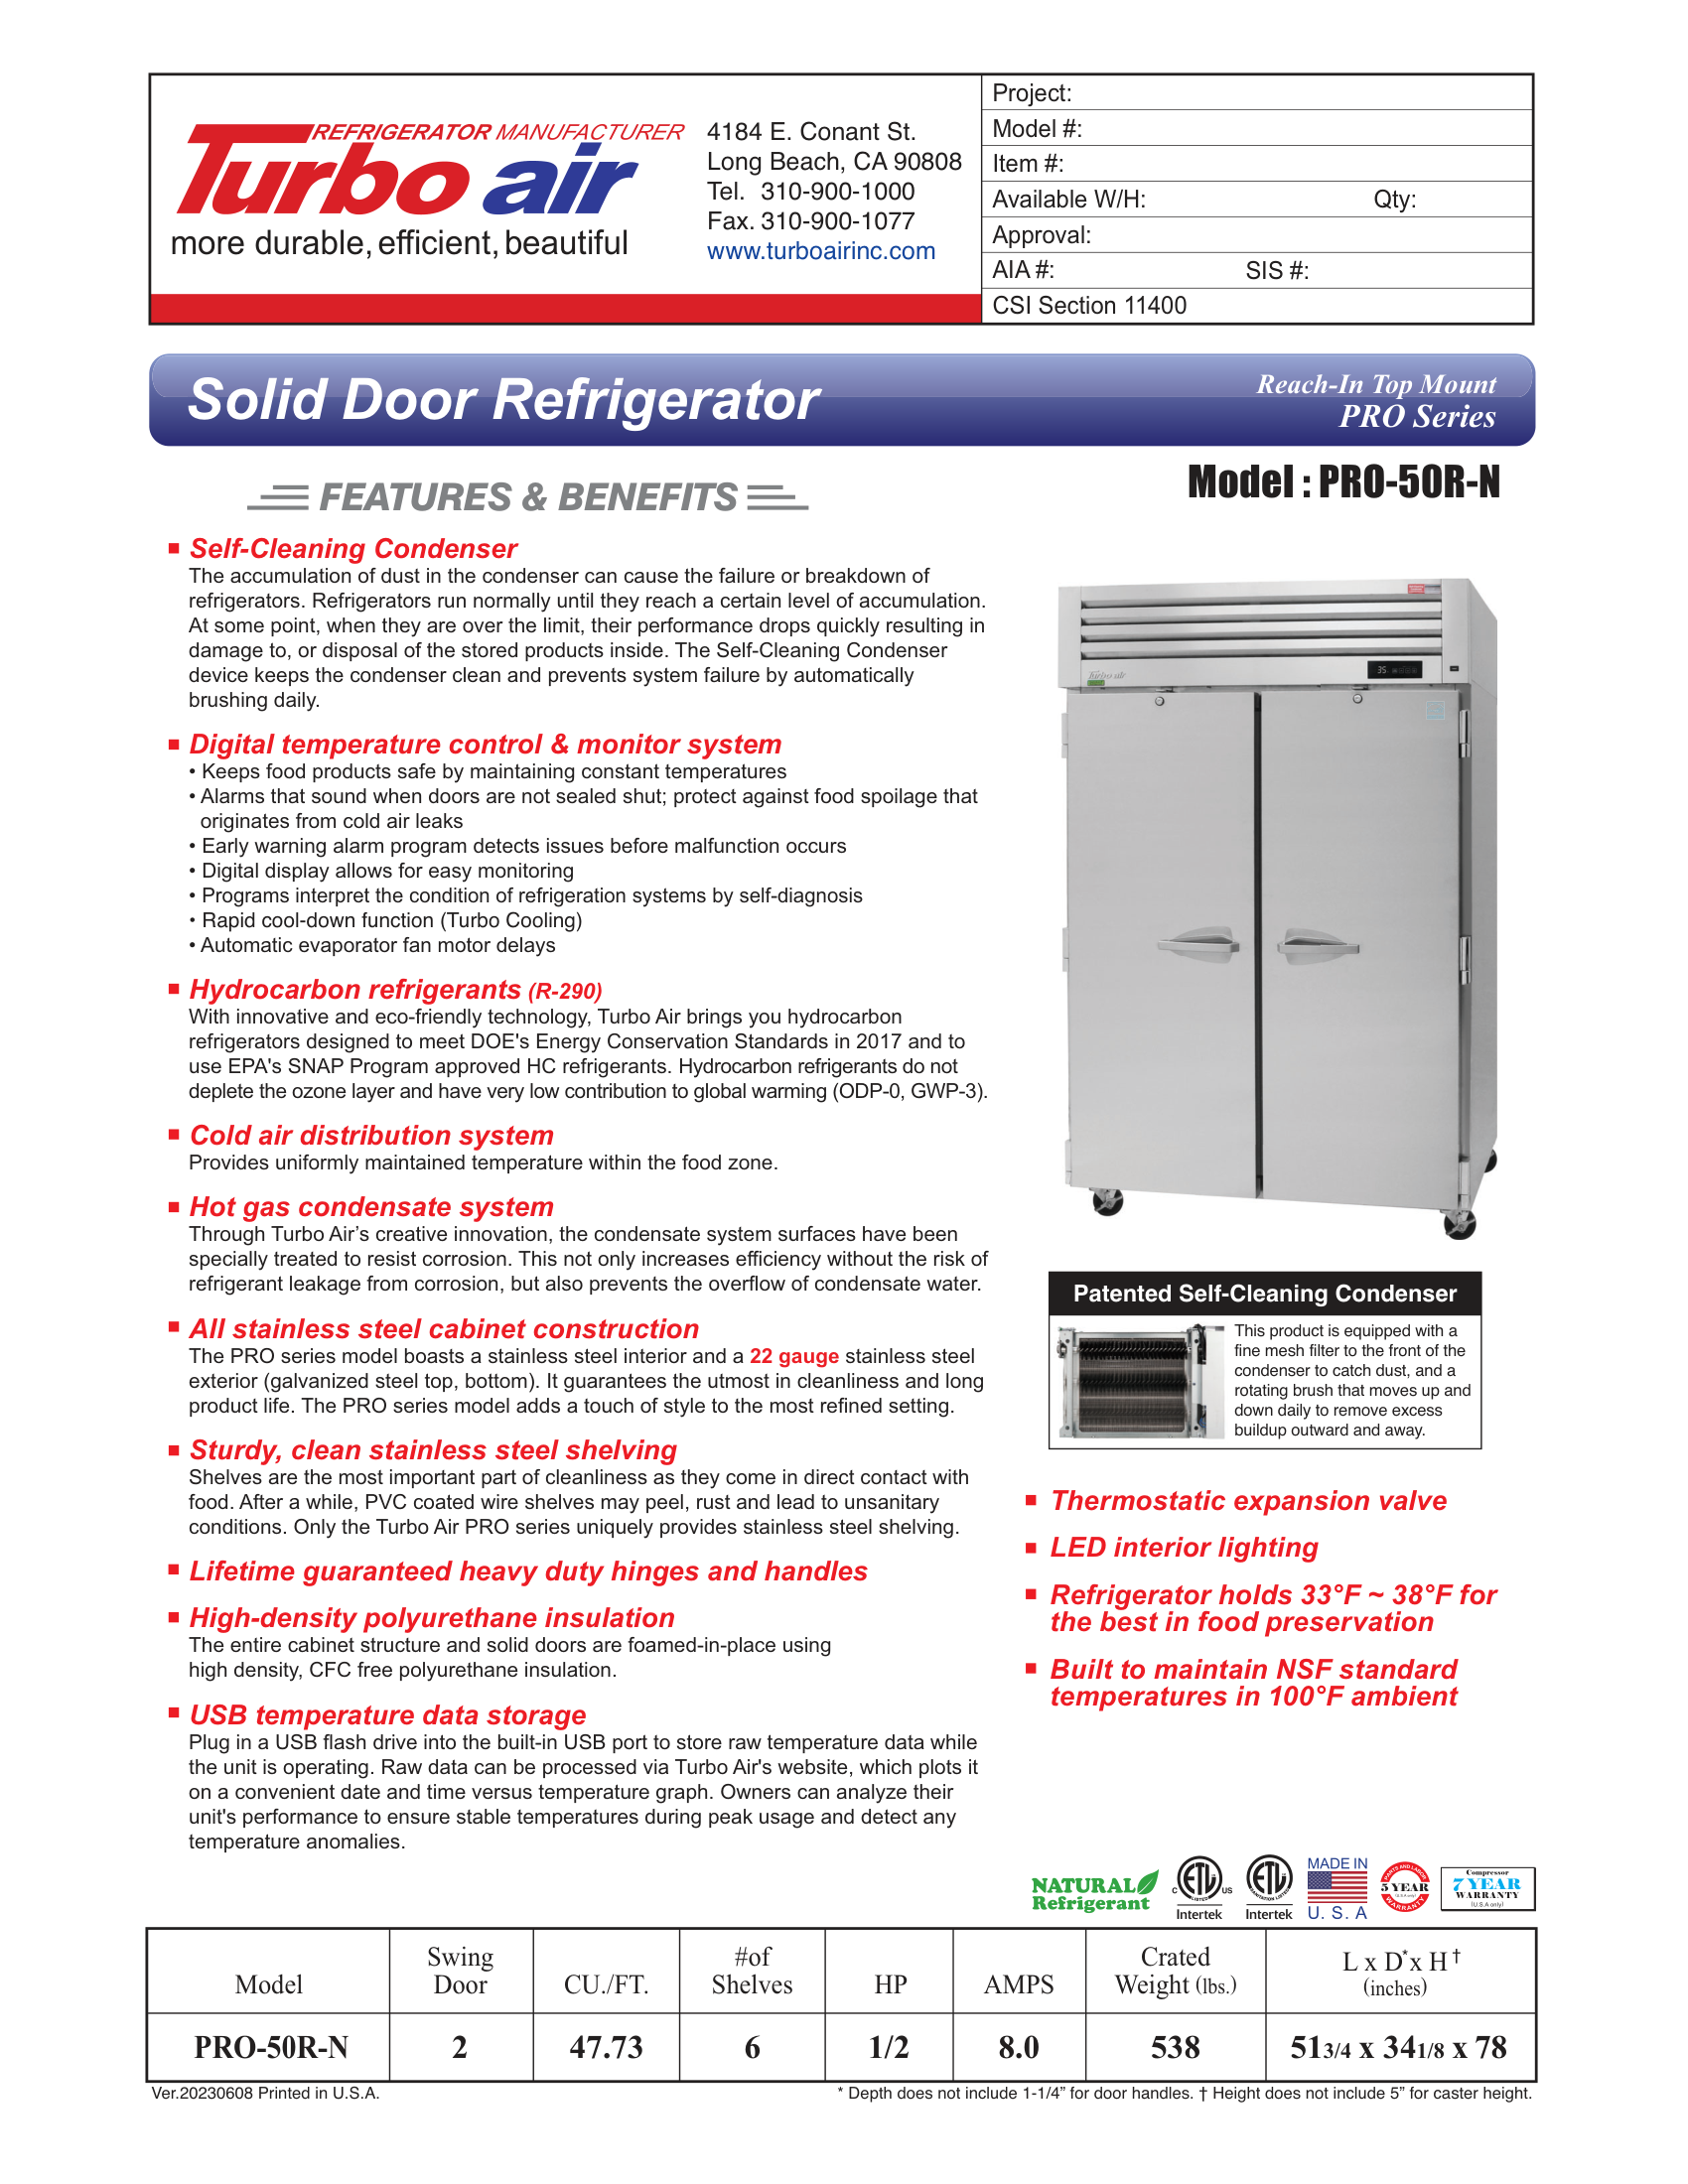 REFRIGERATOR MANUFACTURER
Turbo air
more durable, efficient, beautiful
4184 E. Conant St.
Long Beach, CA 90808
Tel. 310-900-1000
Fax. 310-900-1077
www.turboairinc.com
Project:
Model #:
Item #:
Available W/H: Qty:
Approval:
AIA #: SIS #:
CSI Section 11400
Solid Door Refrigerator
Reach-In Top Mount
PRO Series
Model : PRO-50R-N
FEATURES & BENEFITS
Self-Cleaning Condenser
The accumulation of dust in the condenser can cause the failure or breakdown of
refrigerators. Refrigerators run normally until they reach a certain level of accumulation.
At some point, when they are over the limit, their performance drops quickly resulting in
damage to, or disposal of the stored products inside. The Self-Cleaning Condenser
device keeps the condenser clean and prevents system failure by automatically
brushing daily.
Digital temperature control & monitor system
• Keeps food products safe by maintaining constant temperatures
• Alarms that sound when doors are not sealed shut; protect against food spoilage that
originates from cold air leaks
• Early warning alarm program detects issues before malfunction occurs
• Digital display allows for easy monitoring
• Programs interpret the condition of refrigeration systems by self-diagnosis
• Rapid cool-down function (Turbo Cooling)
• Automatic evaporator fan motor delays
Hydrocarbon refrigerants (R-290)
With innovative and eco-friendly technology, Turbo Air brings you hydrocarbon
refrigerators designed to meet DOE's Energy Conservation Standards in 2017 and to
use EPA's SNAP Program approved HC refrigerants. Hydrocarbon refrigerants do not
deplete the ozone layer and have very low contribution to global warming (ODP-0, GWP-3).
Cold air distribution system
Provides uniformly maintained temperature within the food zone.
Hot gas condensate system
Through Turbo Air's creative innovation, the condensate system surfaces have been
specially treated to resist corrosion. This not only increases efficiency without the risk of
refrigerant leakage from corrosion, but also prevents the overflow of condensate water.
All stainless steel cabinet construction
The PRO series model boasts a stainless steel interior and a 22 gauge stainless steel
exterior (galvanized steel top, bottom). It guarantees the utmost in cleanliness and long
product life. The PRO series model adds a touch of style to the most refined setting.
Sturdy, clean stainless steel shelving
Shelves are the most important part of cleanliness as they come in direct contact with
food. After a while, PVC coated wire shelves may peel, rust and lead to unsanitary
conditions. Only the Turbo Air PRO series uniquely provides stainless steel shelving.
Lifetime guaranteed heavy duty hinges and handles
High-density polyurethane insulation
The entire cabinet structure and solid doors are foamed-in-place using
high density, CFC free polyurethane insulation.
USB temperature data storage
Plug in a USB flash drive into the built-in USB port to store raw temperature data while
the unit is operating. Raw data can be processed via Turbo Air's website, which plots it
on a convenient date and time versus temperature graph. Owners can analyze their
unit's performance to ensure stable temperatures during peak usage and detect any
temperature anomalies.
Turbo air
35
Patented Self-Cleaning Condenser
This product is equipped with a
fine mesh filter to the front of the
condenser to catch dust, and a
rotating brush that moves up and
down daily to remove excess
buildup outward and away.
Thermostatic expansion valve
LED interior lighting
Refrigerator holds 33°F ~ 38°F for
the best in food preservation
Built to maintain NSF standard
temperatures in 100°F ambient
NATURAL
Refrigerant
C ETL US
LISTED
Intertek
ETL
SANITATION LISTED
Intertek
MADE IN
U. S. A
PARTS AND LABOR
5 YEAR
(U.S.A only)
WARRANTY
Compressor
7 YEAR
WARRANTY
(U.S.A only)
Model Swing Door CU./FT. #of Shelves HP AMPS Crated Weight (lbs.) L x D* x H† (inches)
PRO-50R-N 2 47.73 6 1/2 8.0 538 51 3/4 x 34 1/8 x 78
Ver.20230608 Printed in U.S.A.
* Depth does not include 1-1/4” for door handles. † Height does not include 5” for caster height.